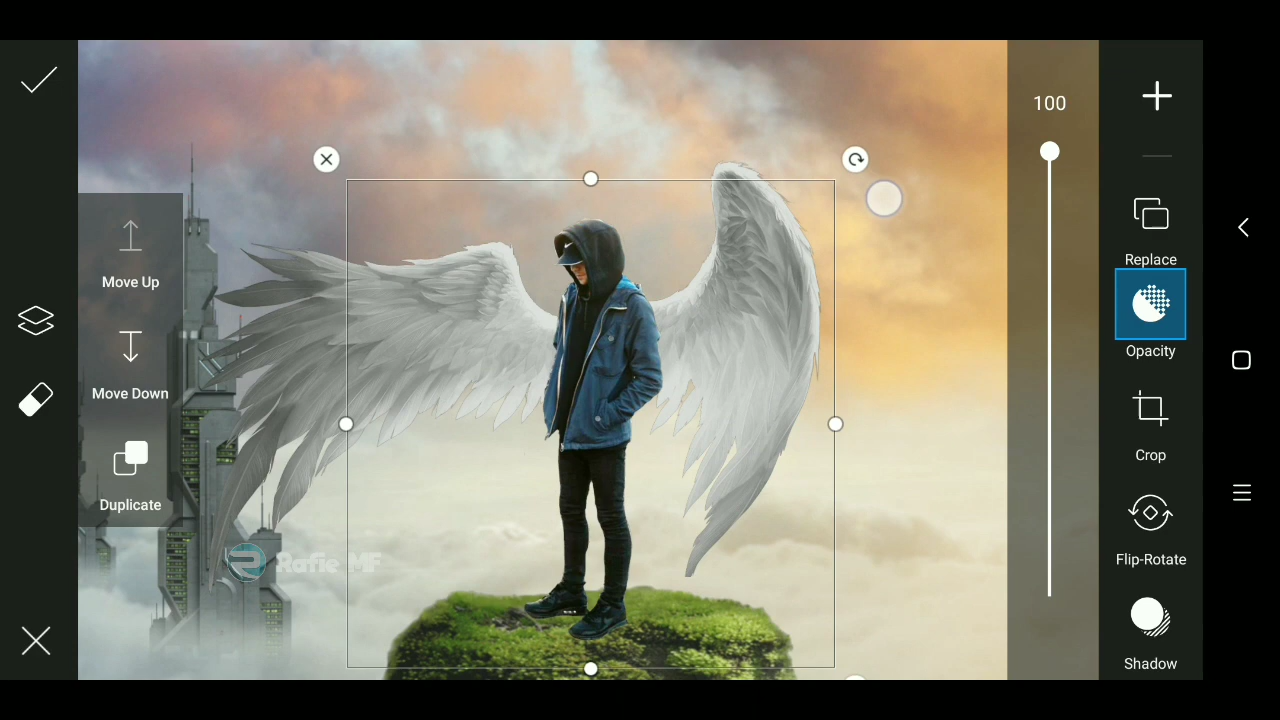 100
Replace
Move Up
Opacity
Move Down
Crop
Duplicate
Flip-Rotate
Rafie MF
Shadow